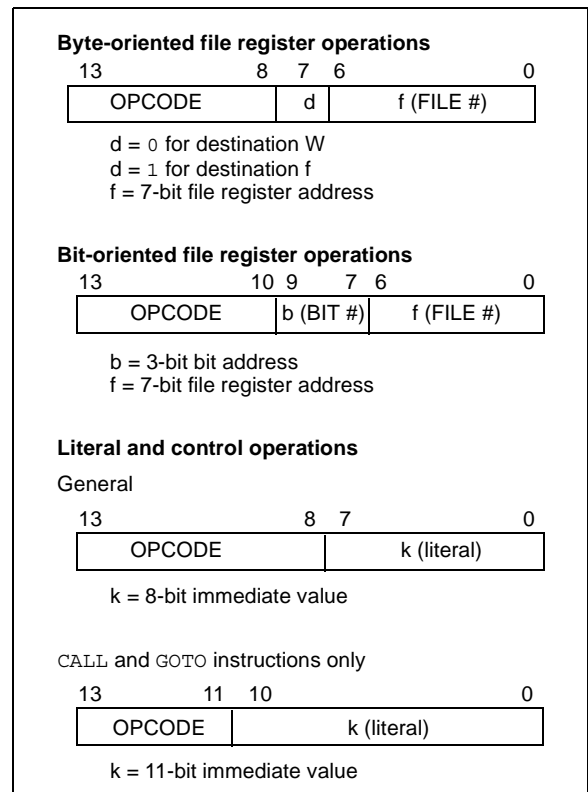 Byte-oriented file register operations
13 8 7 6 0
OPCODE d f (FILE #)
d = 0 for destination W
d = 1 for destination f
f = 7-bit file register address
Bit-oriented file register operations
13 10 9 7 6 0
OPCODE b (BIT #) f (FILE #)
b = 3-bit bit address
f = 7-bit file register address
Literal and control operations
General
13 8 7 0
OPCODE k (literal)
k = 8-bit immediate value
CALL and GOTO instructions only
13 11 10 0
OPCODE k (literal)
k = 11-bit immediate value